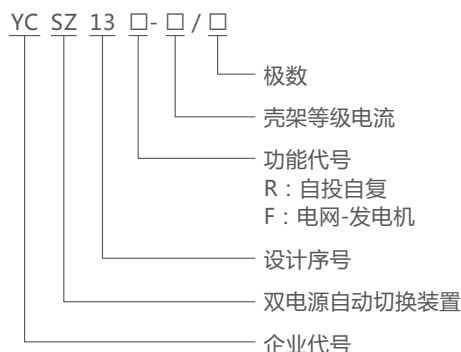 YC SZ 13 □- □ / □
极数
壳架等级电流
功能代号
R：自投自复
F：电网-发电机
设计序号
双电源自动切换装置
企业代号